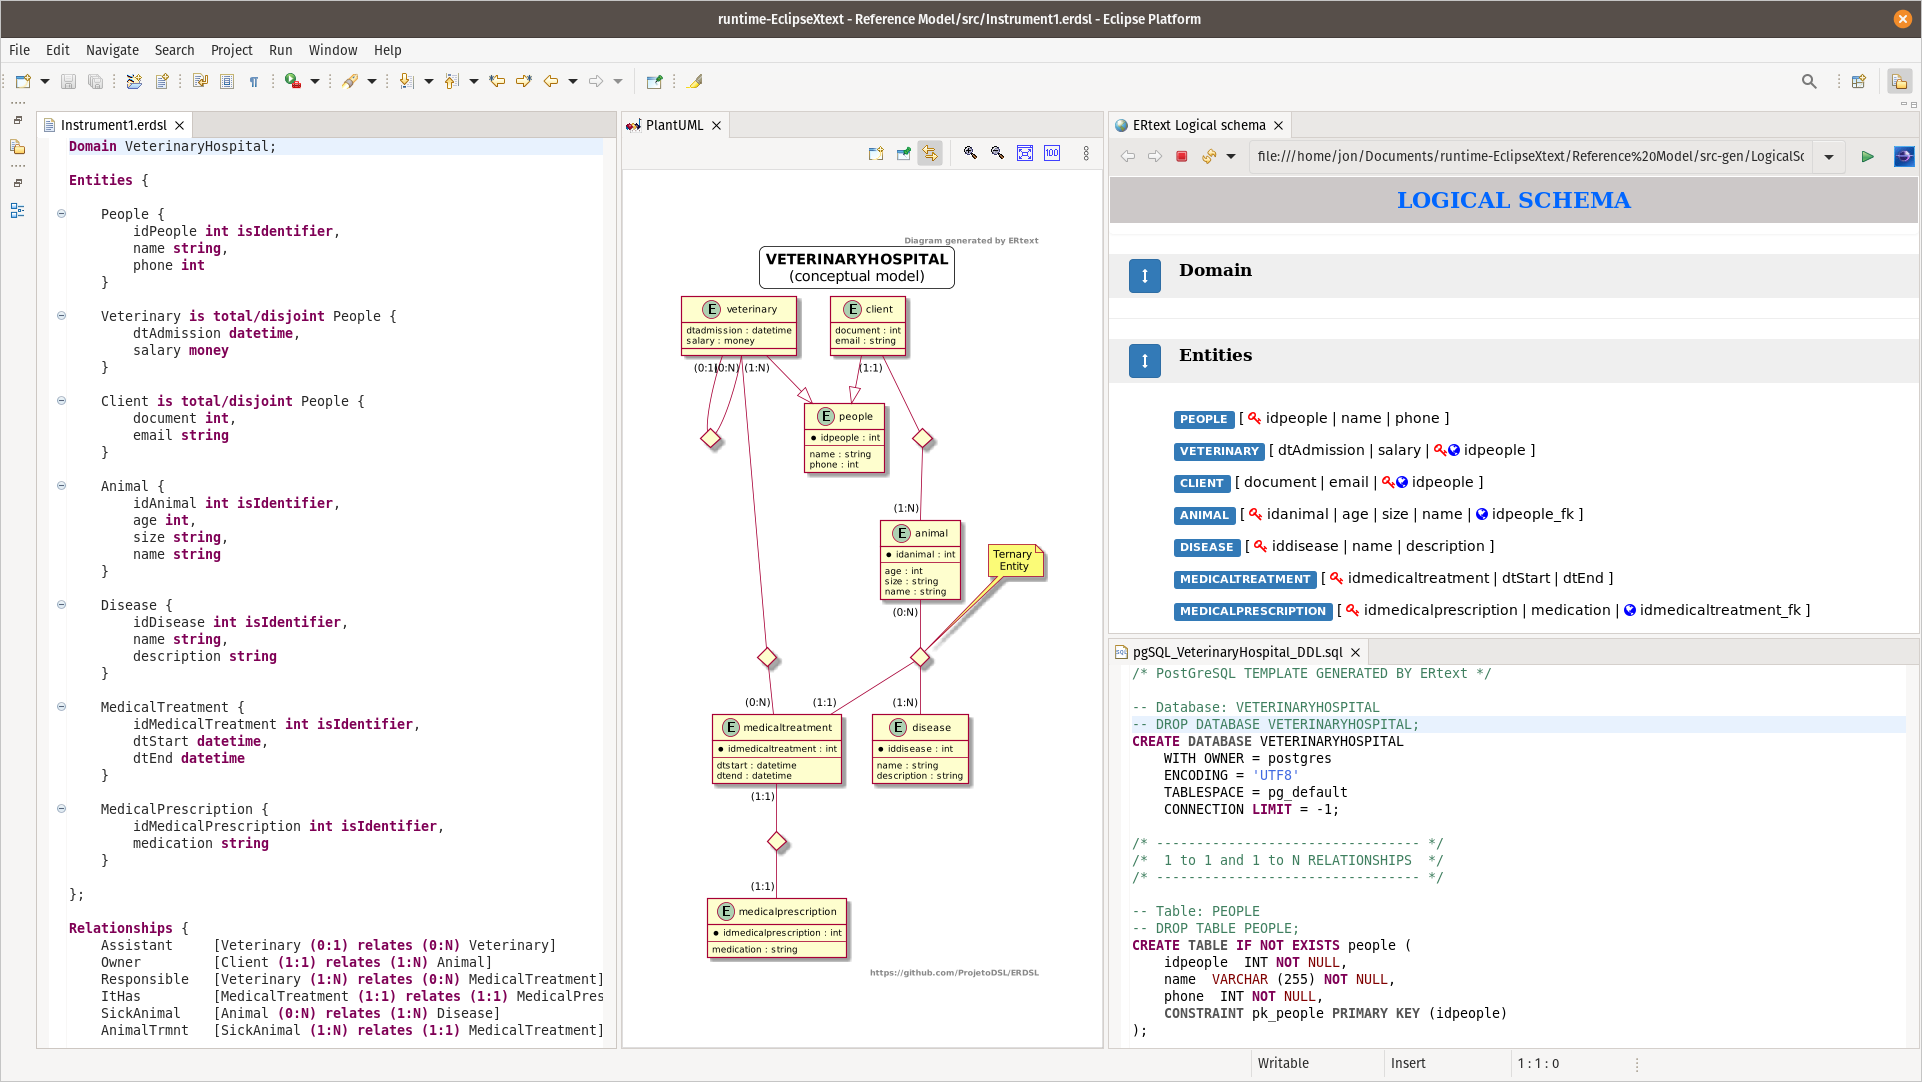 runtime-EclipseXtext - Reference Model/src/Instrument1.erdsl - Eclipse Platform
File Edit Navigate Search Project Run Window Help
Instrument1.erdsl
Domain VeterinaryHospital;
Entities {
People {
idPeople int isIdentifier,
name string,
phone int
}
Veterinary is total/disjoint People {
dtAdmission datetime,
salary money
}
Client is total/disjoint People {
document int,
email string
}
Animal {
idAnimal int isIdentifier,
age int,
size string,
name string
}
Disease {
idDisease int isIdentifier,
name string,
description string
}
MedicalTreatment {
idMedicalTreatment int isIdentifier,
dtStart datetime,
dtEnd datetime
}
MedicalPrescription {
idMedicalPrescription int isIdentifier,
medication string
}
};
Relationships {
Assistant [Veterinary (0:1) relates (0:N) Veterinary]
Owner [Client (1:1) relates (1:N) Animal]
Responsible [Veterinary (1:N) relates (0:N) MedicalTreatment]
ItHas [MedicalTreatment (1:1) relates (1:1) MedicalPres
SickAnimal [Animal (0:N) relates (1:N) Disease]
AnimalTrmnt [SickAnimal (1:N) relates (1:1) MedicalTreatment]
PlantUML
100
Diagram generated by ERtext
VETERINARYHOSPITAL
(conceptual model)
E veterinary
dtadmission : datetime
salary : money
E client
document : int
email : string
(0:1) (0:N) (1:N)
(1:1)
E people
idpeople : int
name : string
phone : int
(1:N)
E animal
idanimal : int
age : int
size : string
name : string
Ternary
Entity
(0:N)
(0:N) (1:1) (1:N)
E medicaltreatment
idmedicaltreatment : int
dtstart : datetime
dtend : datetime
E disease
iddisease : int
name : string
description : string
(1:1)
(1:1)
E medicalprescription
idmedicalprescription : int
medication : string
https://github.com/ProjetoDSL/ERDSL
ERtext Logical schema
file:///home/jon/Documents/runtime-EclipseXtext/Reference%20Model/src-gen/LogicalSc
LOGICAL SCHEMA
Domain
Entities
PEOPLE [ idpeople | name | phone ]
VETERINARY [ dtAdmission | salary | idpeople ]
CLIENT [ document | email | idpeople ]
ANIMAL [ idanimal | age | size | name | idpeople_fk ]
DISEASE [ iddisease | name | description ]
MEDICALTREATMENT [ idmedicaltreatment | dtStart | dtEnd ]
MEDICALPRESCRIPTION [ idmedicalprescription | medication | idmedicaltreatment_fk ]
pgSQL_VeterinaryHospital_DDL.sql
/* PostGreSQL TEMPLATE GENERATED BY ERtext */
-- Database: VETERINARYHOSPITAL
-- DROP DATABASE VETERINARYHOSPITAL;
CREATE DATABASE VETERINARYHOSPITAL
WITH OWNER = postgres
ENCODING = 'UTF8'
TABLESPACE = pg_default
CONNECTION LIMIT = -1;
/* --------------------------------- */
/* 1 to 1 and 1 to N RELATIONSHIPS */
/* --------------------------------- */
-- Table: PEOPLE
-- DROP TABLE PEOPLE;
CREATE TABLE IF NOT EXISTS people (
idpeople INT NOT NULL,
name VARCHAR (255) NOT NULL,
phone INT NOT NULL,
CONSTRAINT pk_people PRIMARY KEY (idpeople)
);
Writable Insert 1 : 1 : 0